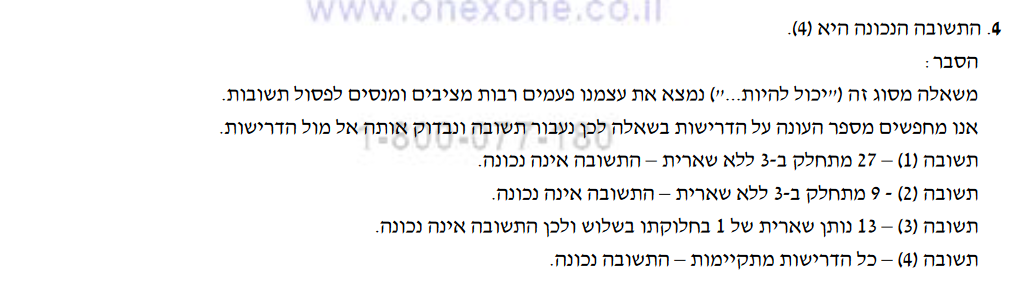 www.onexone.co.il
4. התשובה הנכונה היא (4).
הסבר :
משאלה מסוג זה ("יכול להיות...") נמצא את עצמנו פעמים רבות מציבים ומנסים לפסול תשובות.
אנו מחפשים מספר העונה על הדרישות בשאלה לכן נעבור תשובה ונבדוק אותה אל מול הדרישות.
1-800-077-180
תשובה (1) – 27 מתחלק ב-3 ללא שארית – התשובה אינה נכונה.
תשובה (2) - 9 מתחלק ב-3 ללא שארית – התשובה אינה נכונה.
תשובה (3) – 13 נותן שארית של 1 בחלוקתו בשלוש ולכן התשובה אינה נכונה.
תשובה (4) – כל הדרישות מתקיימות – התשובה נכונה.